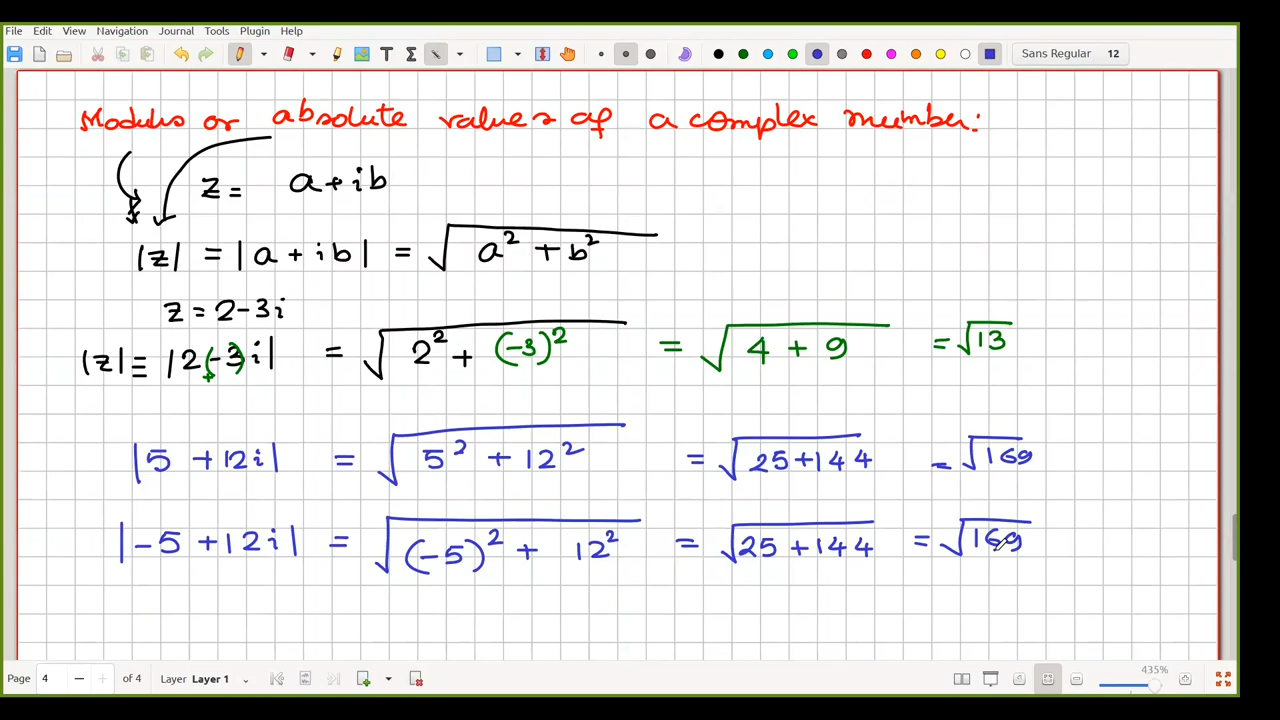 File Edit View Navigation Journal Tools Plugin Help
Sans Regular 12
Modulus or absolute values of a complex number:
z = a+ib
|z| = |a + ib| = √a² + b²
z = 2-3i
|z| = |2(-3)i| = √2² + (-3)² = √4 + 9 = √13
|5 +12i| = √5² + 12² = √25+144 = √169
|-5 +12i| = √(-5)² + 12² = √25 +144 = √169
Page 4 of 4 Layer Layer 1 435%